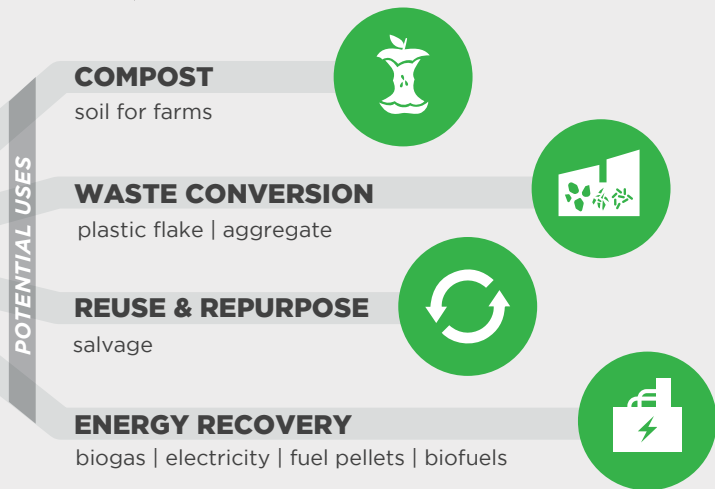 POTENTIAL USES
COMPOST
soil for farms
WASTE CONVERSION
plastic flake | aggregate
REUSE & REPURPOSE
salvage
ENERGY RECOVERY
biogas | electricity | fuel pellets | biofuels